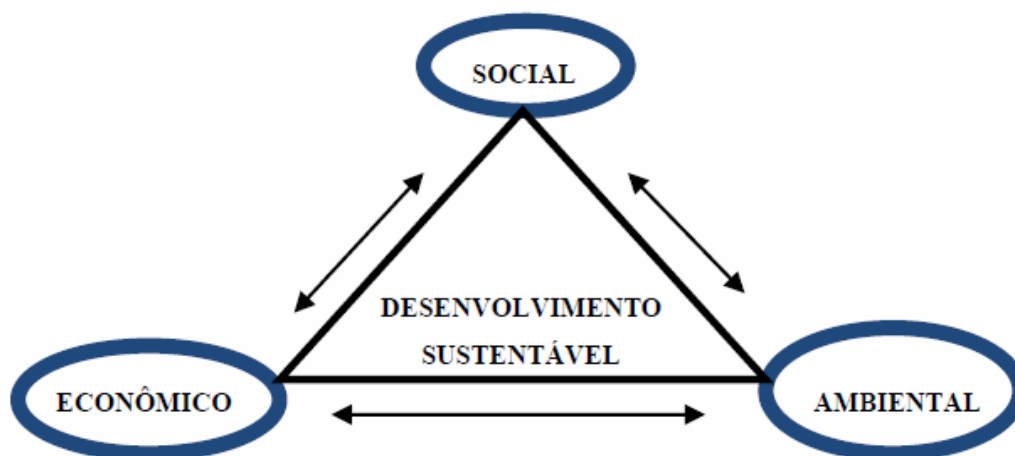 SOCIAL
DESENVOLVIMENTO
SUSTENTÁVEL
ECONÔMICO
AMBIENTAL